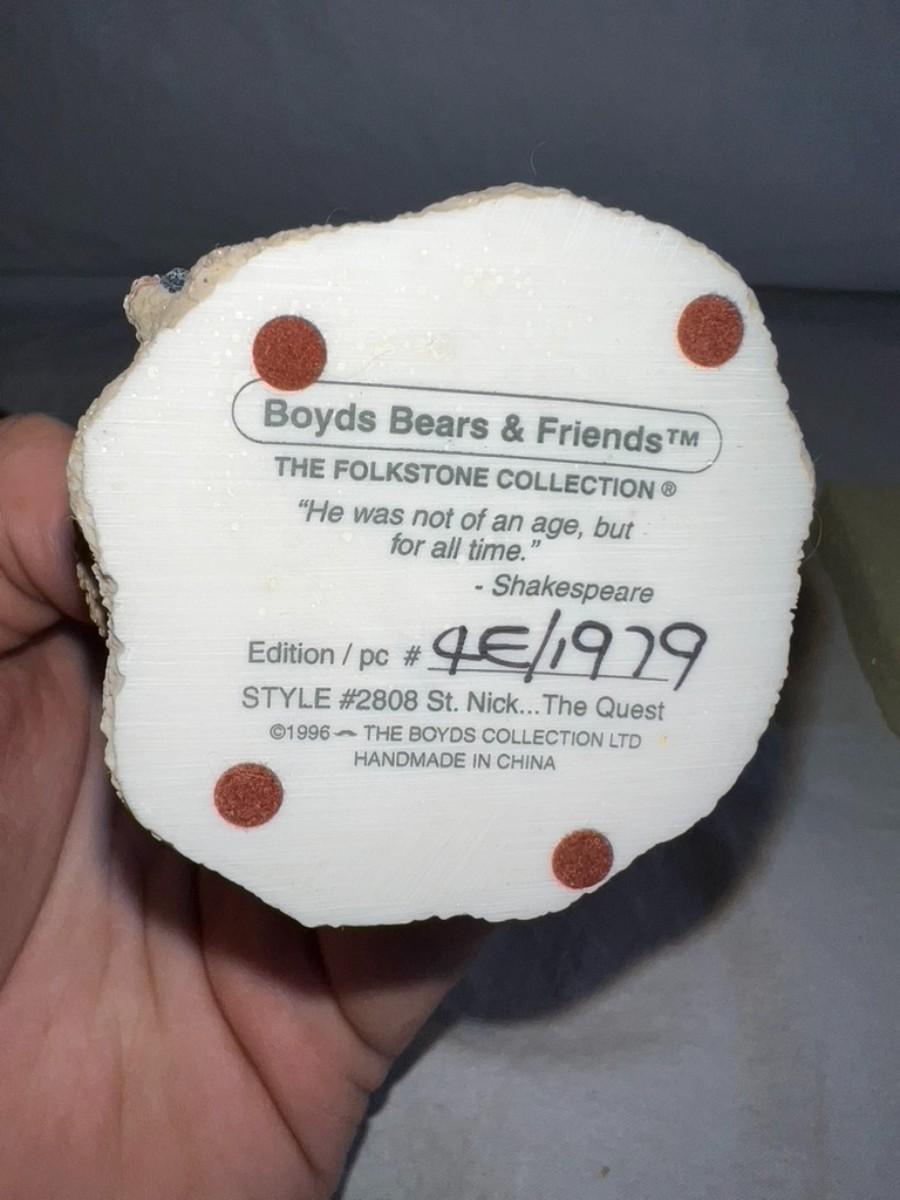 Boyds Bears & Friends™
THE FOLKSTONE COLLECTION ®
“He was not of an age, but
for all time.”
- Shakespeare
Edition / pc # 4E/1979
STYLE #2808 St. Nick...The Quest
©1996 THE BOYDS COLLECTION LTD
HANDMADE IN CHINA